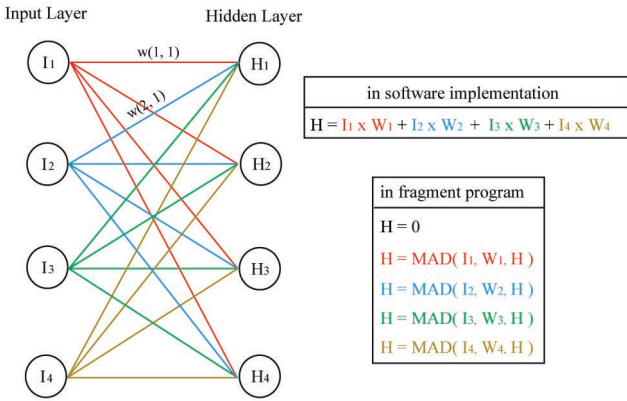 Input Layer
Hidden Layer
I1
w(1, 1)
H1
w(2, 1)
I2
H2
I3
H3
I4
H4
in software implementation
H = I1 x W1 + I2 x W2 + I3 x W3 + I4 x W4
in fragment program
H = 0
H = MAD( I1, W1, H )
H = MAD( I2, W2, H )
H = MAD( I3, W3, H )
H = MAD( I4, W4, H )